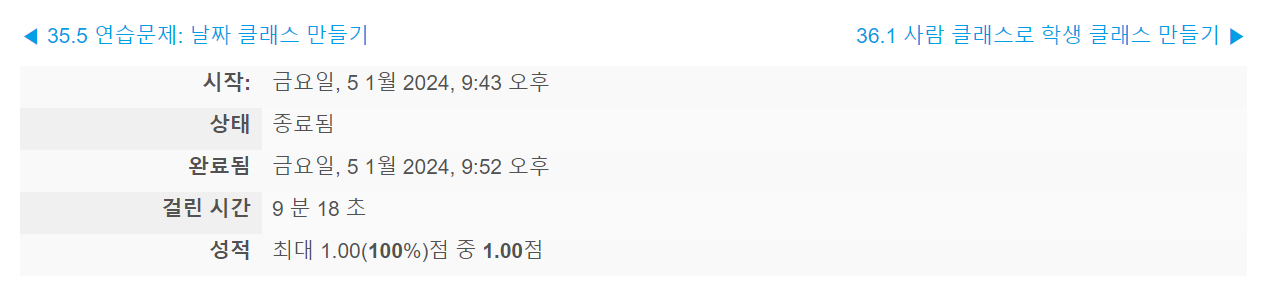 ◀ 35.5 연습문제: 날짜 클래스 만들기
36.1 사람 클래스로 학생 클래스 만들기 ▶
시작: 금요일, 5 1월 2024, 9:43 오후
상태 종료됨
완료됨 금요일, 5 1월 2024, 9:52 오후
걸린 시간 9 분 18 초
성적 최대 1.00(100%)점 중 1.00점